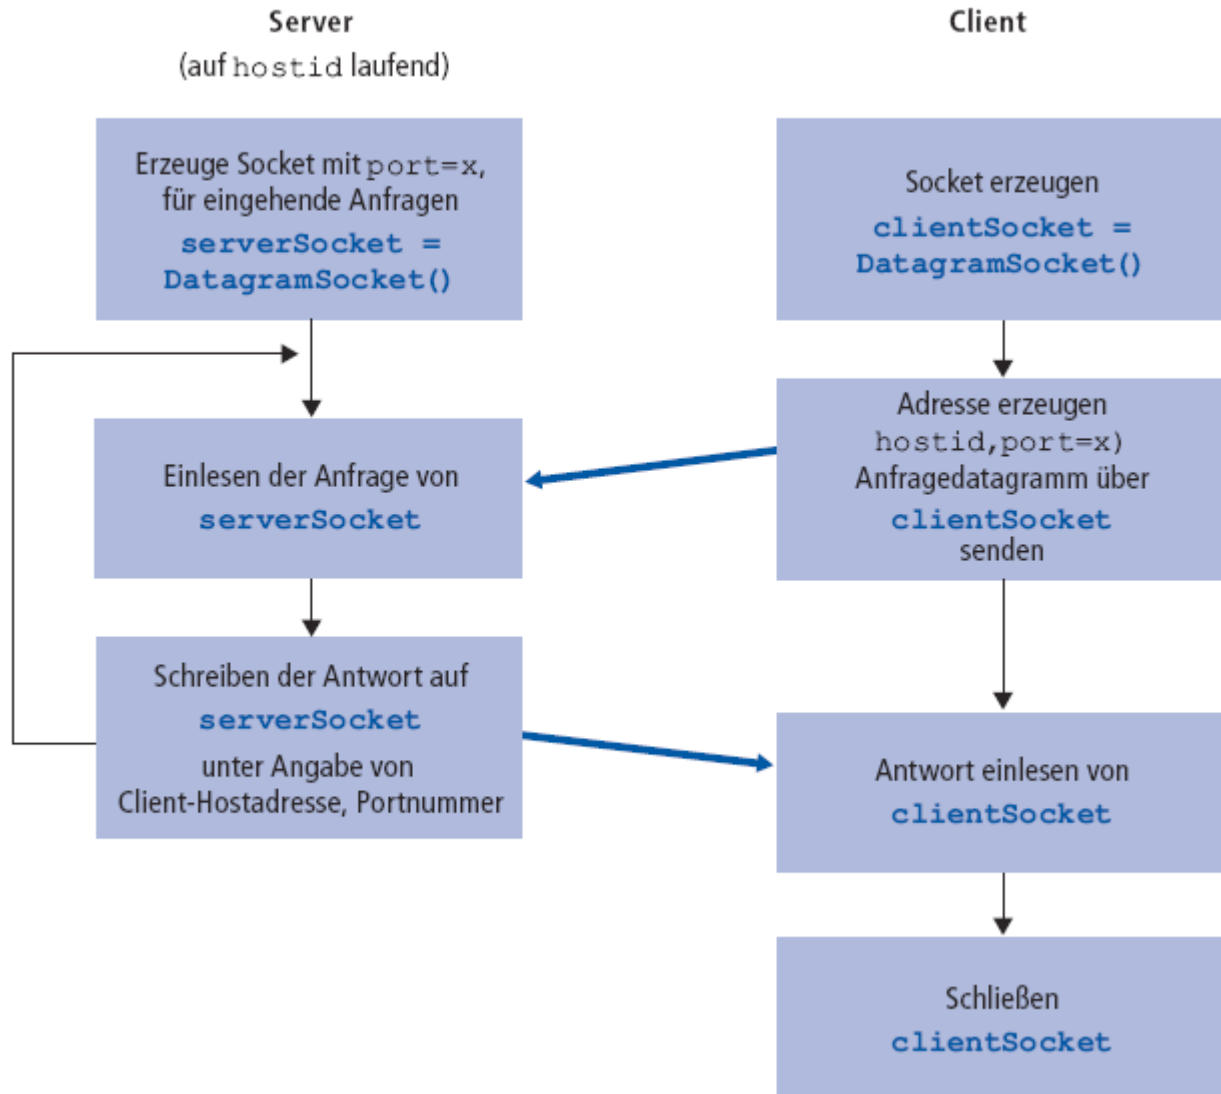 Server
(auf hostid laufend)
Erzeuge Socket mit port=x,
für eingehende Anfragen
serverSocket =
DatagramSocket()
Einlesen der Anfrage von
serverSocket
Schreiben der Antwort auf
serverSocket
unter Angabe von
Client-Hostadresse, Portnummer
Client
Socket erzeugen
clientSocket =
DatagramSocket()
Adresse erzeugen
hostid,port=x)
Anfragedatagramm über
clientSocket
senden
Antwort einlesen von
clientSocket
Schließen
clientSocket